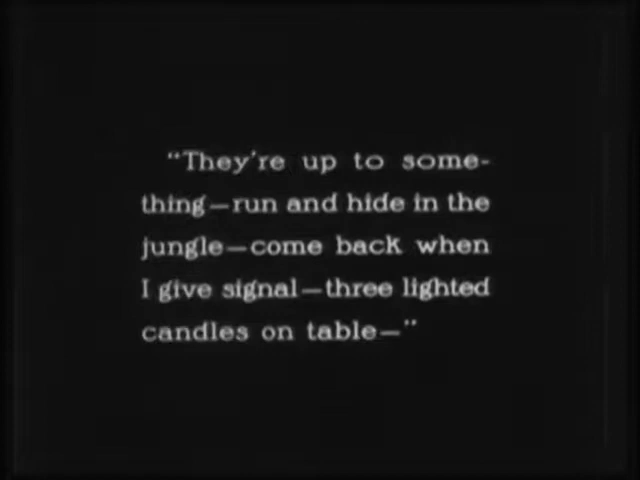 "They're up to some-
thing—run and hide in the
jungle—come back when
I give signal—three lighted
candles on table—"